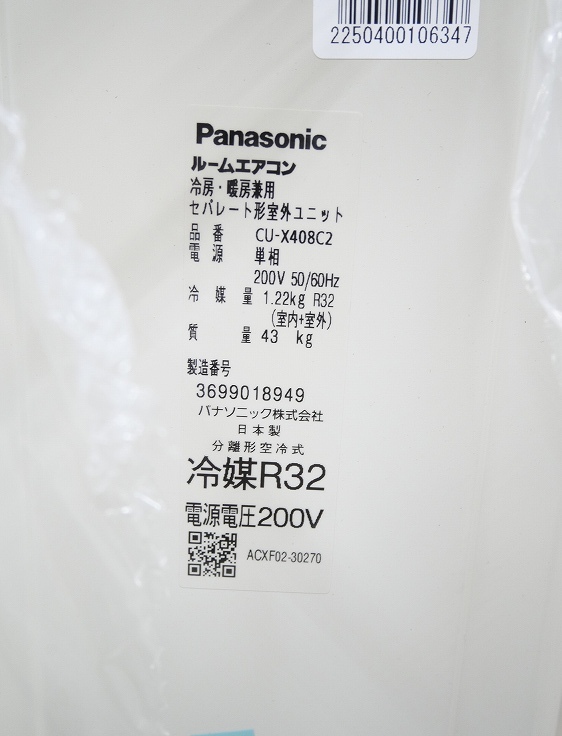 2250400106347
Panasonic
ルームエアコン
冷房・暖房兼用
セパレート形室外ユニット
品番 CU-X408C2
電源 単相
200V 50/60Hz
冷媒量 1.22kg R32
(室内+室外)
質量 43 kg
製造番号
3699018949
パナソニック株式会社
日本製
分離形空冷式
冷媒R32
電源電圧200V
ACXF02-30270